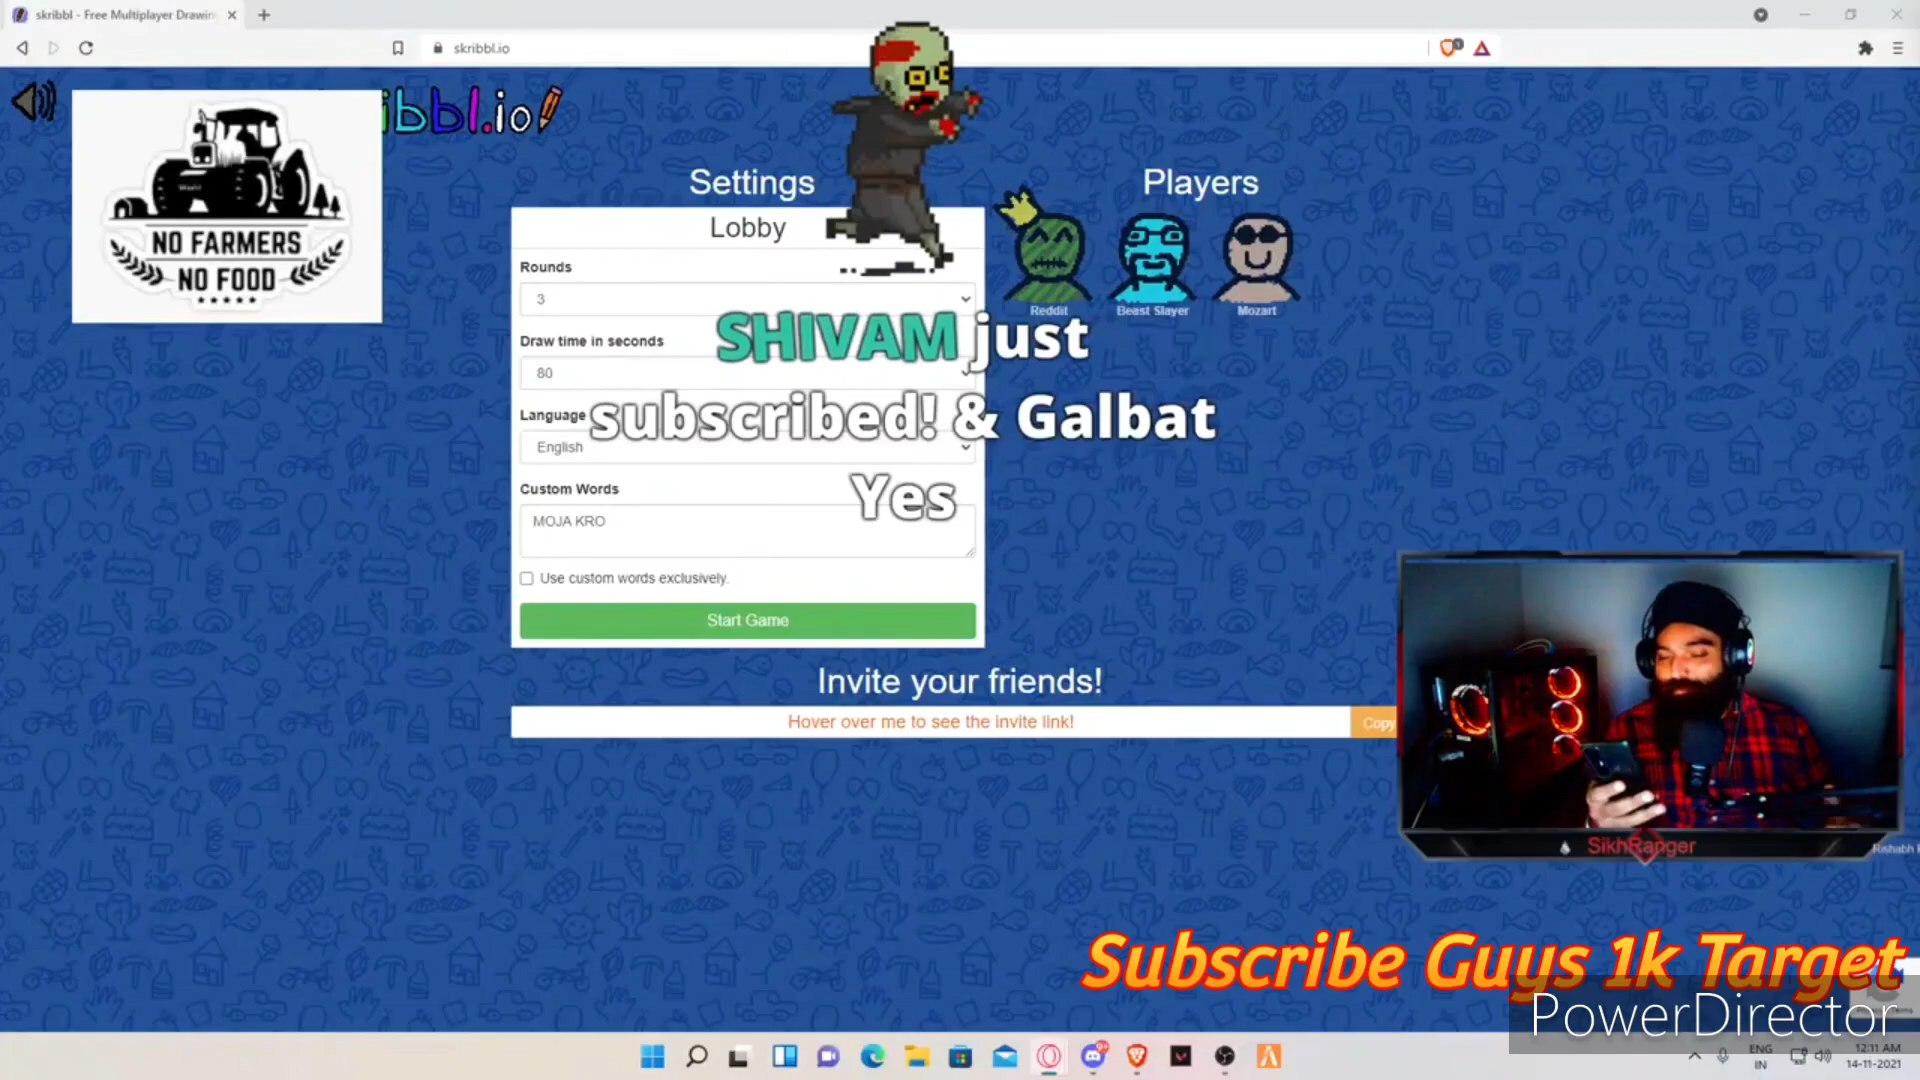 skribbl - Free Multiplayer Drawin
skribbl.io
ibbl.io
NO FARMERS
NO FOOD
Settings
Players
Lobby
Rounds
3
Reddit
Beast Slayer
Mozart
SHIVAM just
Draw time in seconds
80
subscribed! & Galbat
Language
English
Yes
Custom Words
MOJA KRO
Use custom words exclusively.
Start Game
Invite your friends!
Hover over me to see the invite link!
Copy
SikhRanger
Rishabh
Subscribe Guys 1k Target
PowerDirector
ENG
IN
12:11 AM
14-11-2021